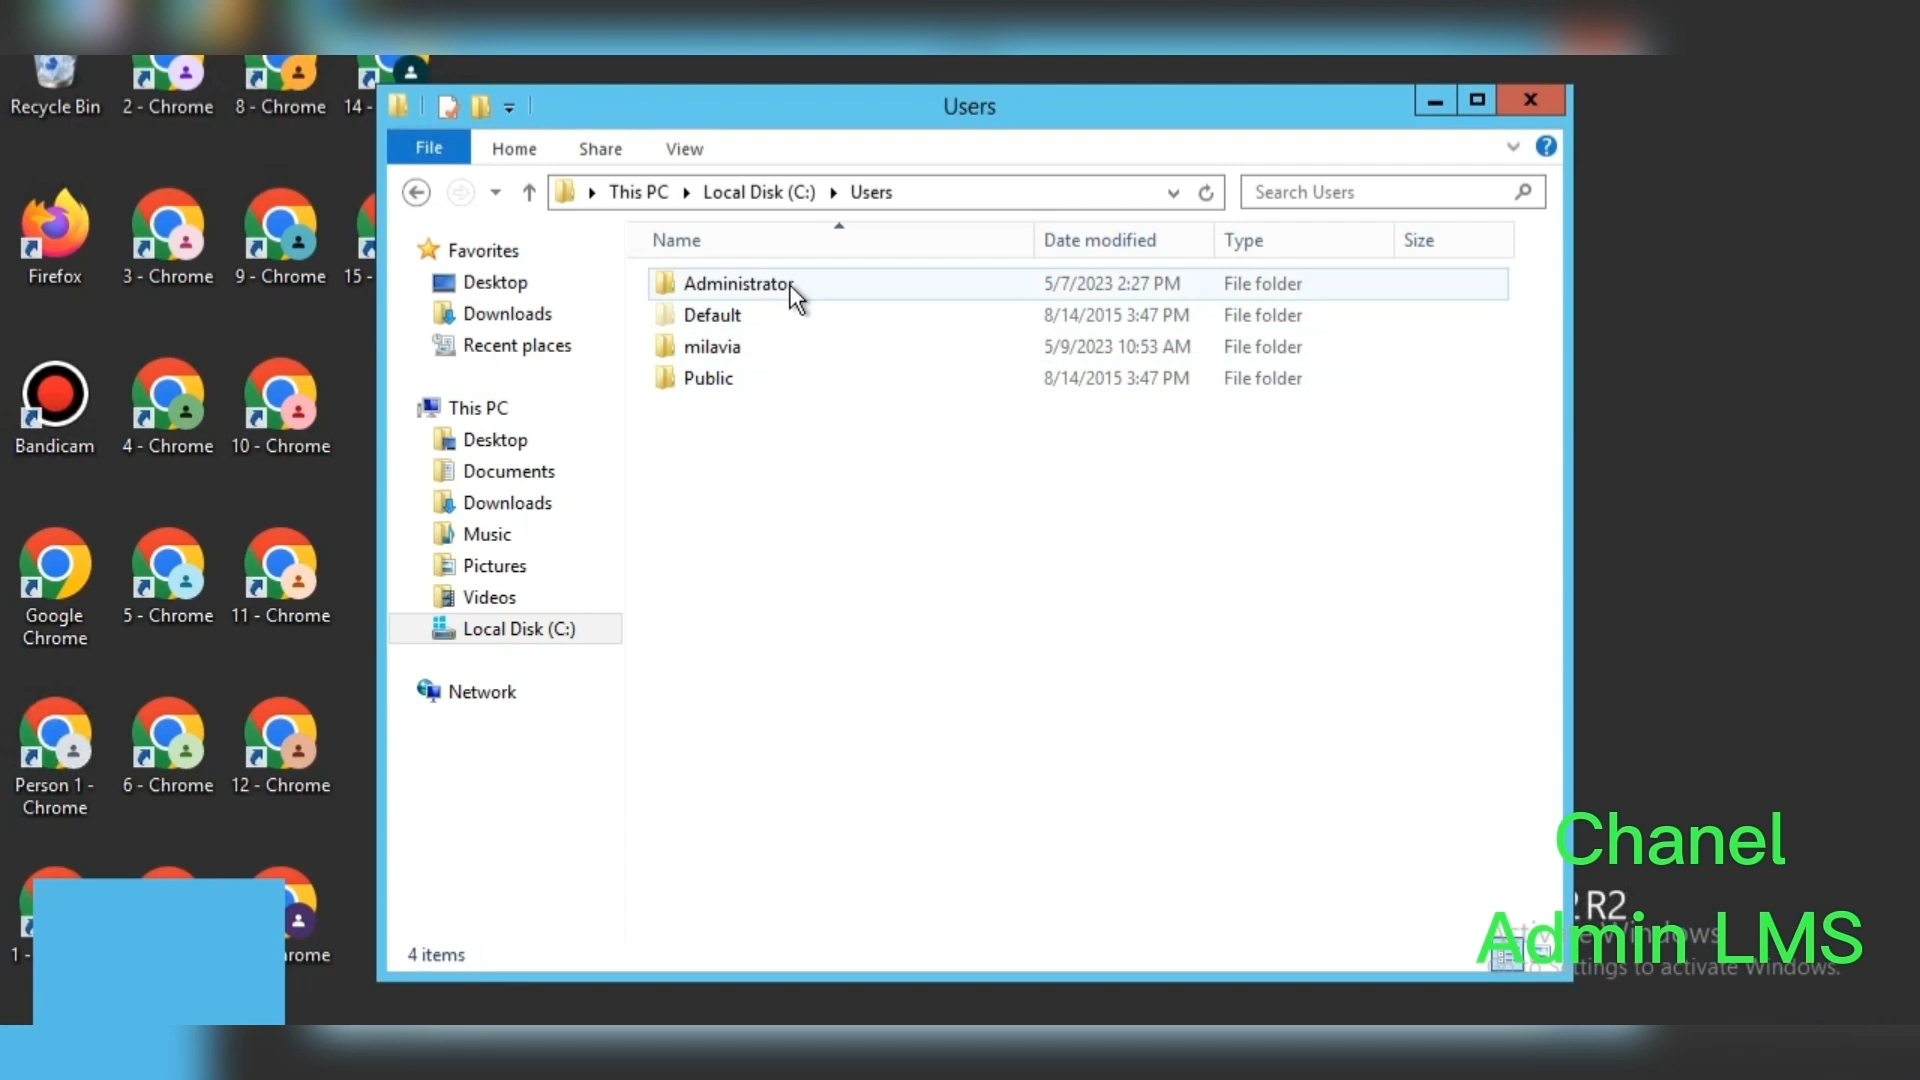 Recycle Bin
2 - Chrome
8 - Chrome
14 -
Firefox
3 - Chrome
9 - Chrome
15 -
Bandicam
4 - Chrome
10 - Chrome
Google
Chrome
5 - Chrome
11 - Chrome
Person 1 -
Chrome
6 - Chrome
12 - Chrome
1 -
Users
File
Home
Share
View
This PC
Local Disk (C:)
Users
Search Users
Name
Date modified
Type
Size
Administrator
5/7/2023 2:27 PM
File folder
Default
8/14/2015 3:47 PM
File folder
milavia
5/9/2023 10:53 AM
File folder
Public
8/14/2015 3:47 PM
File folder
Favorites
Desktop
Downloads
Recent places
This PC
Desktop
Documents
Downloads
Music
Pictures
Videos
Local Disk (C:)
Network
4 items
R2
Chanel
Admin LMS
to activate Windows.